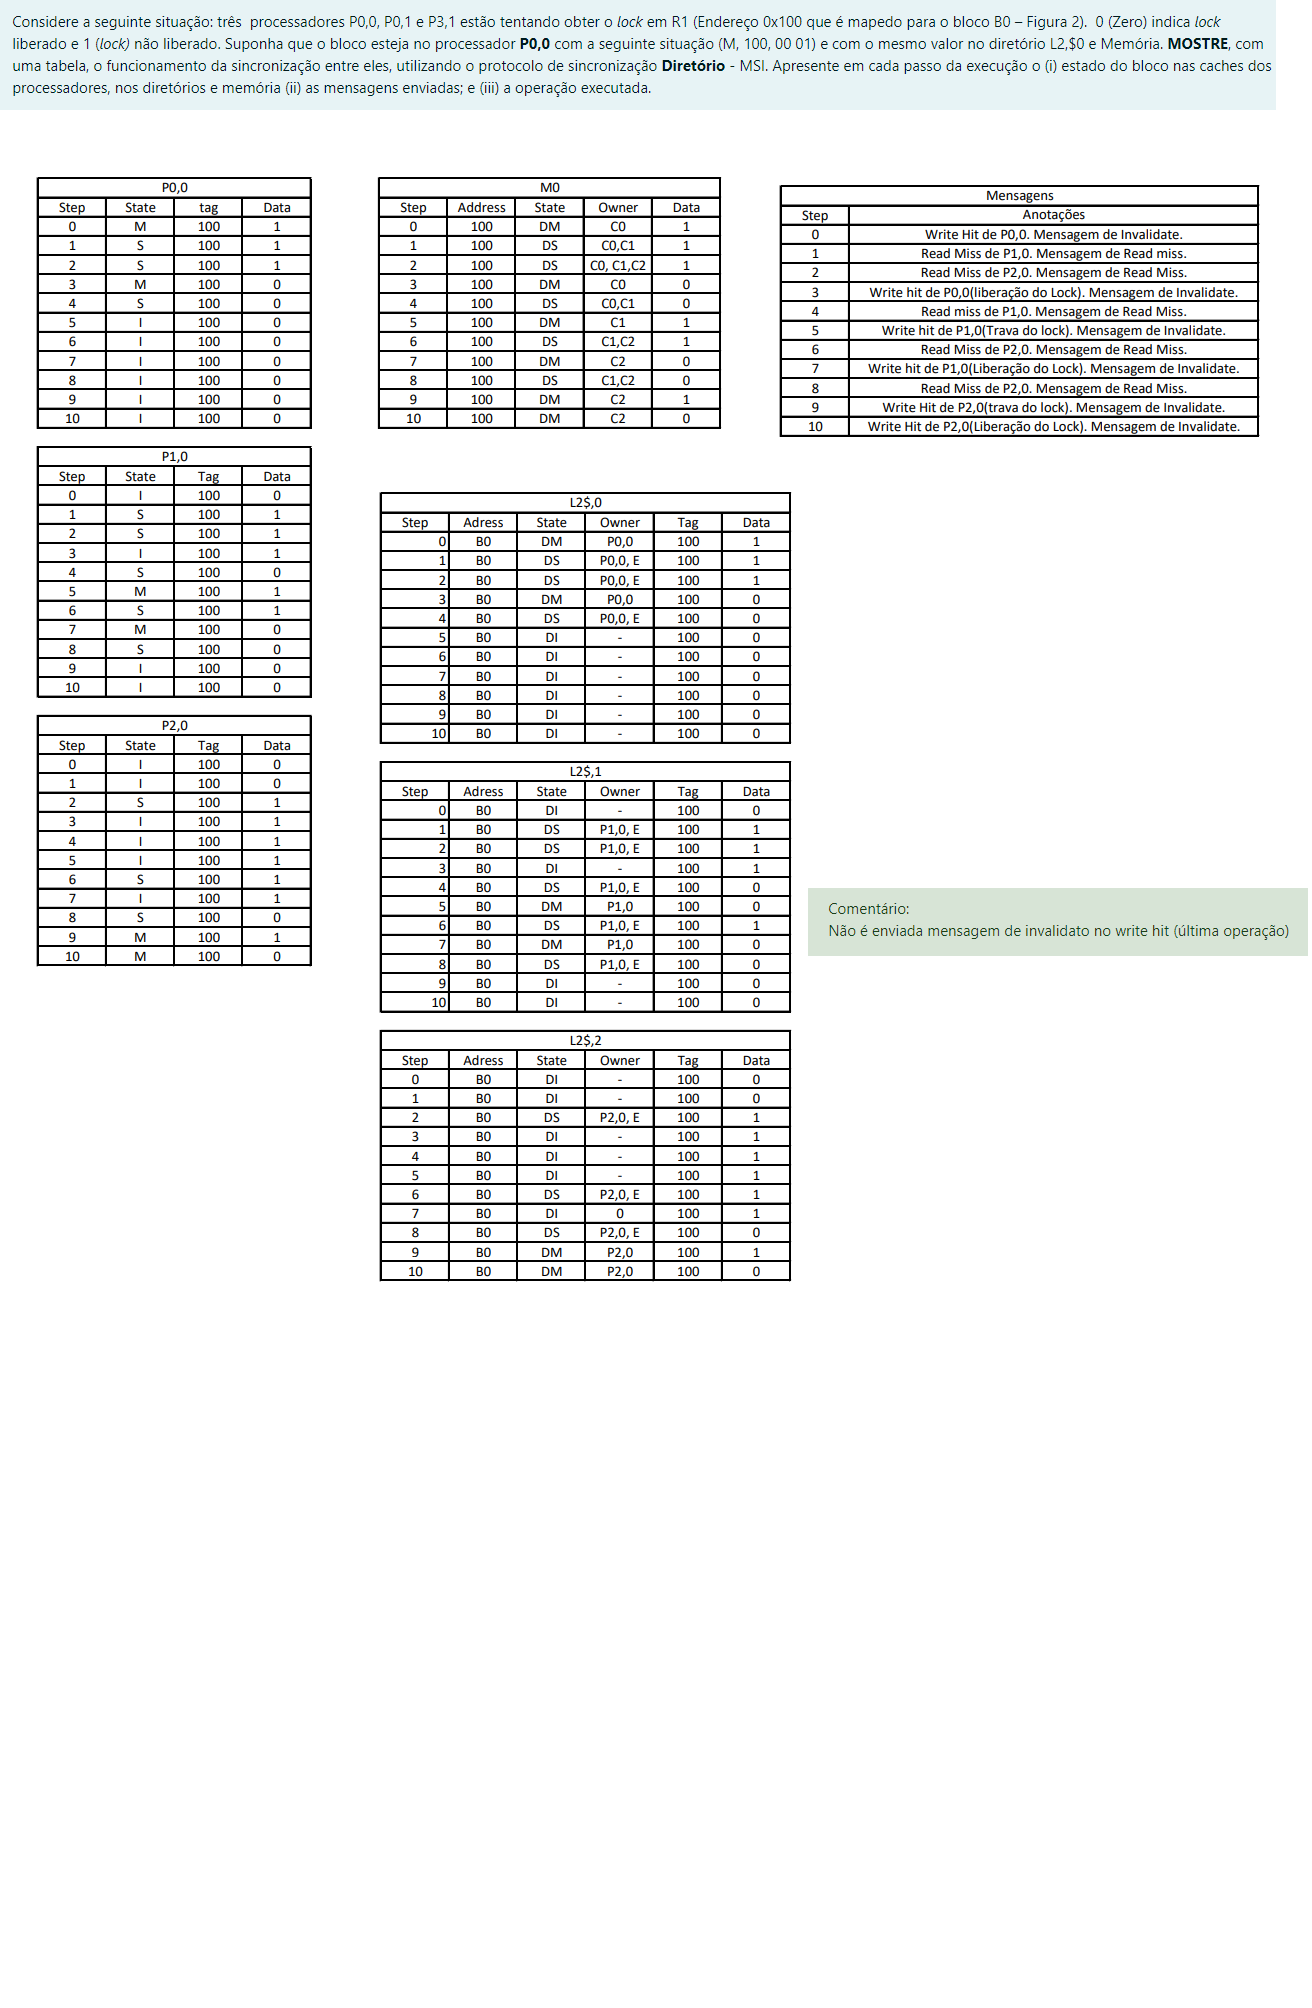 Considere a seguinte situação: três processadores P0,0, P0,1 e P3,1 estão tentando obter o lock em R1 (Endereço 0x100 que é mapedo para o bloco B0 – Figura 2). 0 (Zero) indica lock
liberado e 1 (lock) não liberado. Suponha que o bloco esteja no processador P0,0 com a seguinte situação (M, 100, 00 01) e com o mesmo valor no diretório L2,$0 e Memória. MOSTRE, com
uma tabela, o funcionamento da sincronização entre eles, utilizando o protocolo de sincronização Diretório - MSI. Apresente em cada passo da execução o (i) estado do bloco nas caches dos
processadores, nos diretórios e memória (ii) as mensagens enviadas; e (iii) a operação executada.
P0,0
Step State tag Data
0 M 100 1
1 S 100 1
2 S 100 1
3 M 100 0
4 S 100 0
5 I 100 0
6 I 100 0
7 I 100 0
8 I 100 0
9 I 100 0
10 I 100 0
P1,0
Step State Tag Data
0 I 100 0
1 S 100 1
2 S 100 1
3 I 100 1
4 S 100 0
5 M 100 1
6 S 100 1
7 M 100 0
8 S 100 0
9 I 100 0
10 I 100 0
P2,0
Step State Tag Data
0 I 100 0
1 I 100 0
2 S 100 1
3 I 100 1
4 I 100 1
5 I 100 1
6 S 100 1
7 I 100 1
8 S 100 0
9 M 100 1
10 M 100 0
M0
Step Address State Owner Data
0 100 DM C0 1
1 100 DS C0,C1 1
2 100 DS C0, C1,C2 1
3 100 DM C0 0
4 100 DS C0,C1 0
5 100 DM C1 1
6 100 DS C1,C2 1
7 100 DM C2 0
8 100 DS C1,C2 0
9 100 DM C2 1
10 100 DM C2 0
L2$,0
Step Adress State Owner Tag Data
0 B0 DM P0,0 100 1
1 B0 DS P0,0, E 100 1
2 B0 DS P0,0, E 100 1
3 B0 DM P0,0 100 0
4 B0 DS P0,0, E 100 0
5 B0 DI - 100 0
6 B0 DI - 100 0
7 B0 DI - 100 0
8 B0 DI - 100 0
9 B0 DI - 100 0
10 B0 DI - 100 0
L2$,1
Step Adress State Owner Tag Data
0 B0 DI - 100 0
1 B0 DS P1,0, E 100 1
2 B0 DS P1,0, E 100 1
3 B0 DI - 100 1
4 B0 DS P1,0, E 100 0
5 B0 DM P1,0 100 0
6 B0 DS P1,0, E 100 1
7 B0 DM P1,0 100 0
8 B0 DS P1,0, E 100 0
9 B0 DI - 100 0
10 B0 DI - 100 0
L2$,2
Step Adress State Owner Tag Data
0 B0 DI - 100 0
1 B0 DI - 100 0
2 B0 DS P2,0, E 100 1
3 B0 DI - 100 1
4 B0 DI - 100 1
5 B0 DI - 100 1
6 B0 DS P2,0, E 100 1
7 B0 DI 0 100 1
8 B0 DS P2,0, E 100 0
9 B0 DM P2,0 100 1
10 B0 DM P2,0 100 0
Mensagens
Step Anotações
0 Write Hit de P0,0. Mensagem de Invalidate.
1 Read Miss de P1,0. Mensagem de Read miss.
2 Read Miss de P2,0. Mensagem de Read Miss.
3 Write hit de P0,0(liberação do Lock). Mensagem de Invalidate.
4 Read miss de P1,0. Mensagem de Read Miss.
5 Write hit de P1,0(Trava do lock). Mensagem de Invalidate.
6 Read Miss de P2,0. Mensagem de Read Miss.
7 Write hit de P1,0(Liberação do Lock). Mensagem de Invalidate.
8 Read Miss de P2,0. Mensagem de Read Miss.
9 Write Hit de P2,0(trava do lock). Mensagem de Invalidate.
10 Write Hit de P2,0(Liberação do Lock). Mensagem de Invalidate.
Comentário:
Não é enviada mensagem de invalidato no write hit (última operação)